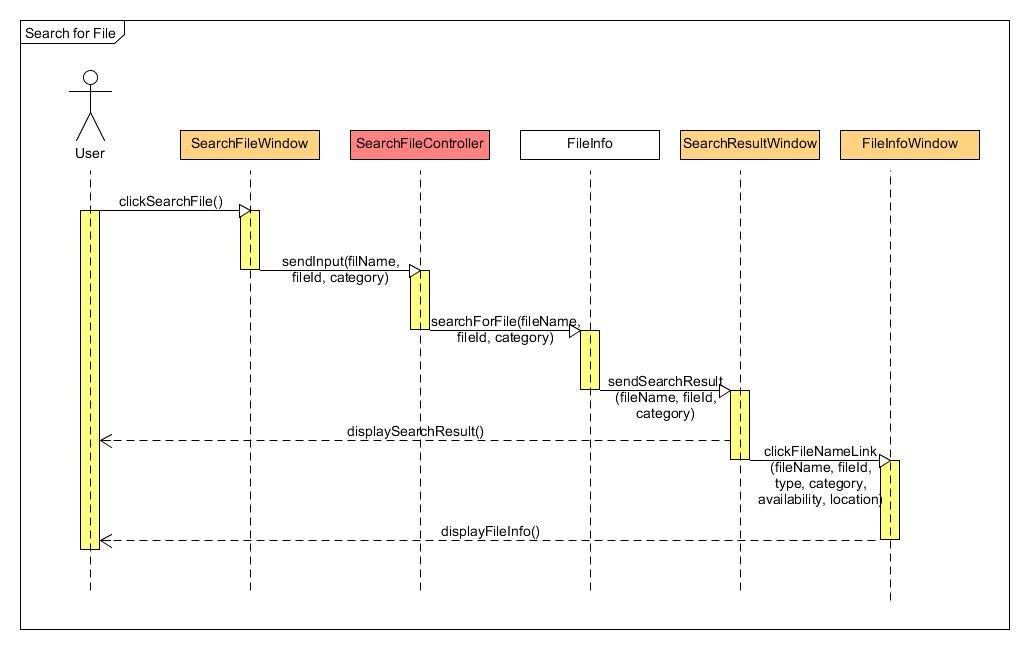 Search for File
User
SearchFileWindow
SearchFileController
FileInfo
SearchResultWindow
FileInfoWindow
clickSearchFile()
sendInput(filName,
fileId, category)
searchForFile(fileName,
fileId, category)
sendSearchResult
(fileName, fileId,
category)
displaySearchResult()
clickFileNameLink
(fileName, fileId,
type, category,
availability, location)
displayFileInfo()